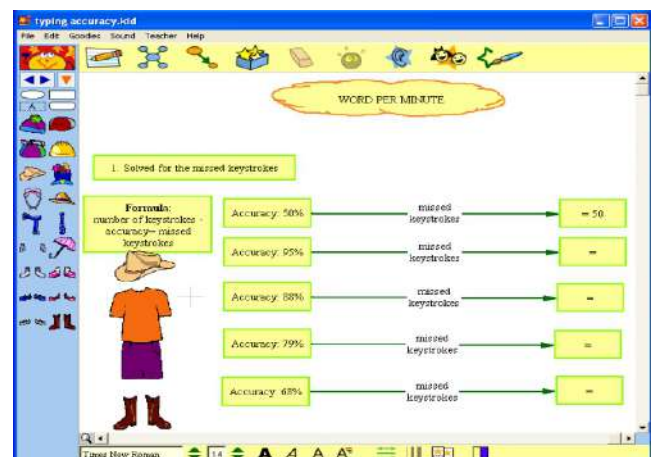 typing accuracy.kid
File Edit Goodies Sound Teacher Help
WORD PER MINUTE
1. Solved for the missed keystrokes
Formula:
number of keystrokes -
accuracy= missed
keystrokes
Accuracy: 50%
missed
keystrokes
= 50
Accuracy: 95%
missed
keystrokes
=
Accuracy: 88%
missed
keystrokes
=
Accuracy: 79%
missed
keystrokes
=
Accuracy: 68%
missed
keystrokes
=
Times New Roman 14 A A A A